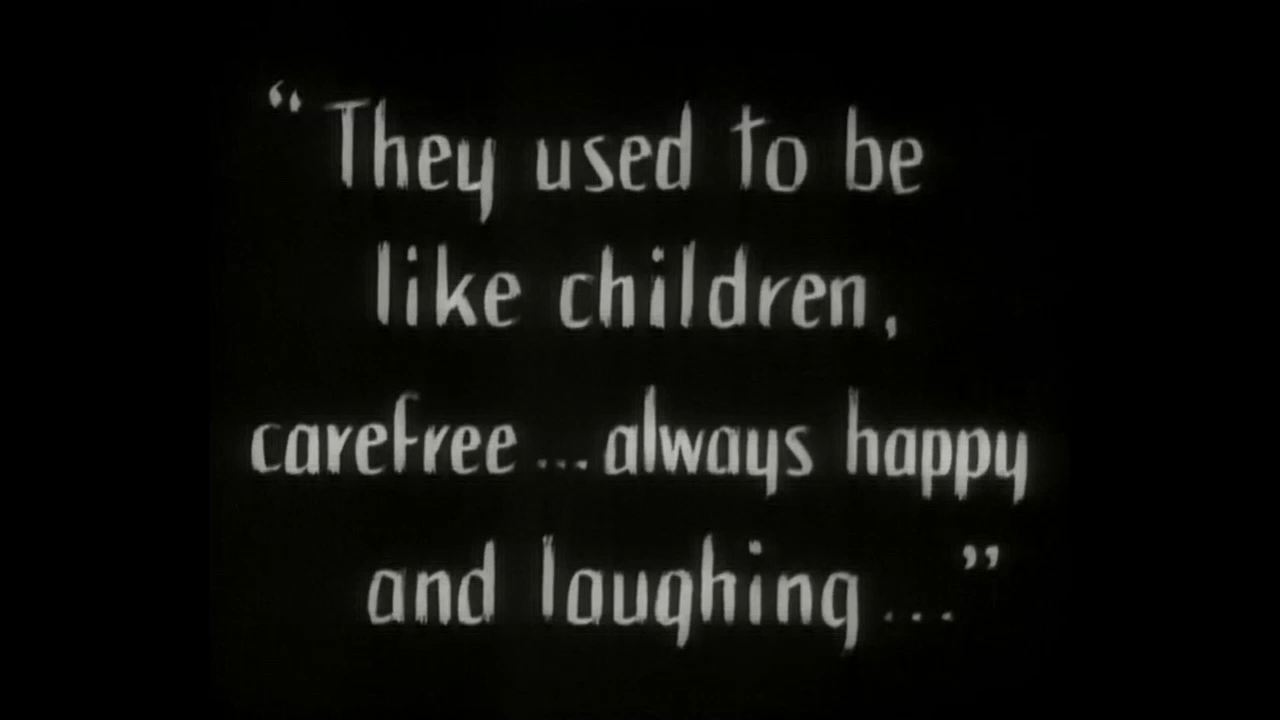 “They used to be
like children,
carefree...always happy
and laughing...”